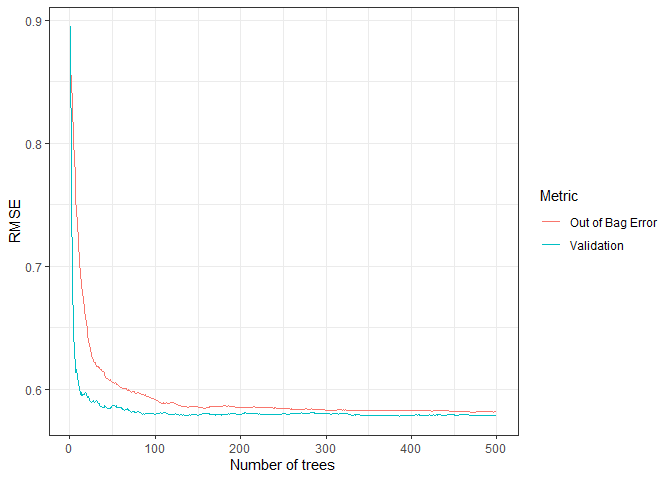 0.9
0.8
0.7
0.6
RMSE
0 100 200 300 400 500
Number of trees
Metric
Out of Bag Error
Validation